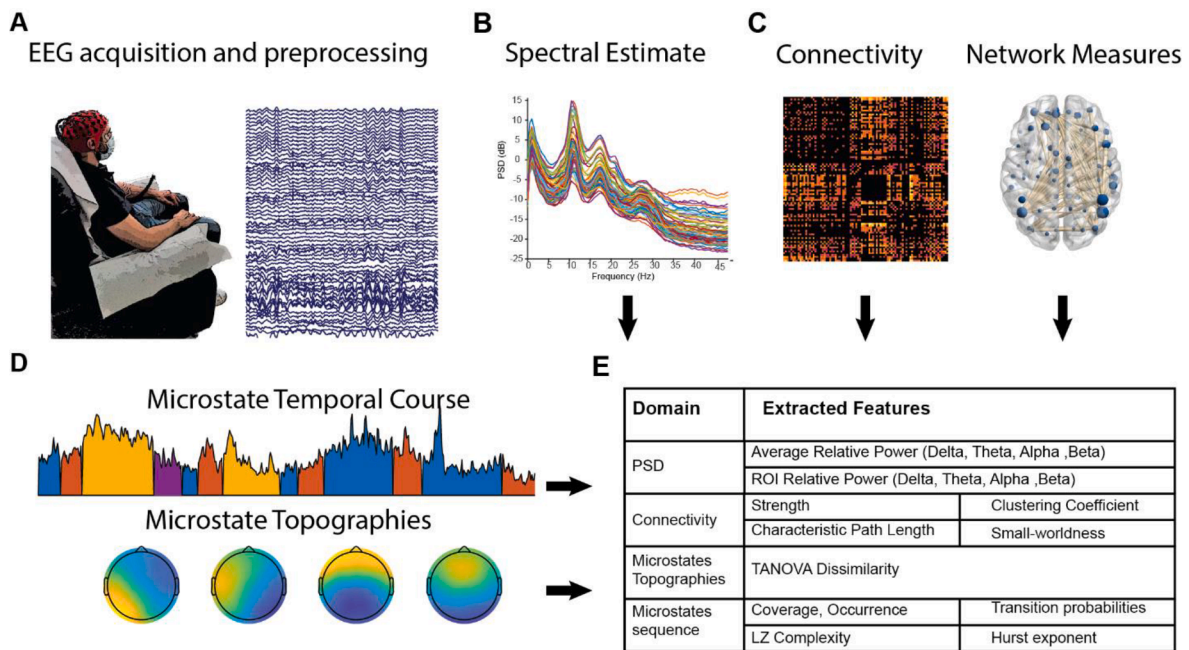 A
EEG acquisition and preprocessing
B
Spectral Estimate
C
Connectivity
Network Measures
15
10
5
0
-5
-10
-15
-20
-25
PSD (dB)
0 5 10 15 20 25 30 35 40 45
Frequency (Hz)
D
Microstate Temporal Course
Microstate Topographies
E
Domain Extracted Features
PSD
Average Relative Power (Delta, Theta, Alpha ,Beta)
ROI Relative Power (Delta, Theta, Alpha ,Beta)
Connectivity
Strength Clustering Coefficient
Characteristic Path Length Small-worldness
Microstates
Topographies
TANOVA Dissimilarity
Microstates
sequence
Coverage, Occurrence Transition probabilities
LZ Complexity Hurst exponent